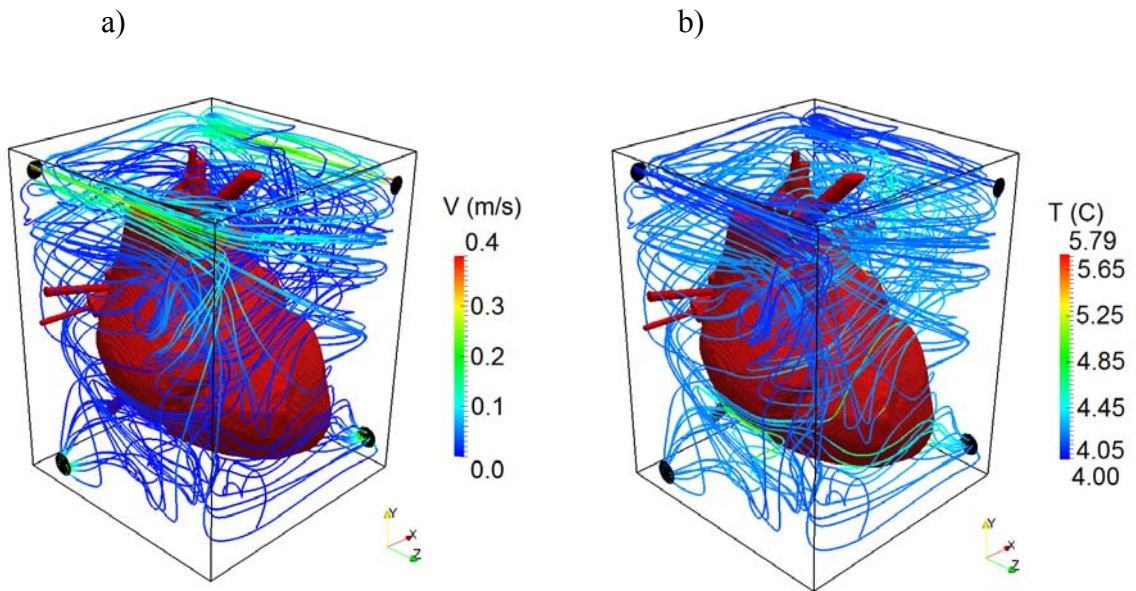 a)
b)
V (m/s)
0.4
0.3
0.2
0.1
0.0
Y
X
Z
T (C)
5.79
5.65
5.25
4.85
4.45
4.05
4.00
Y
X
Z